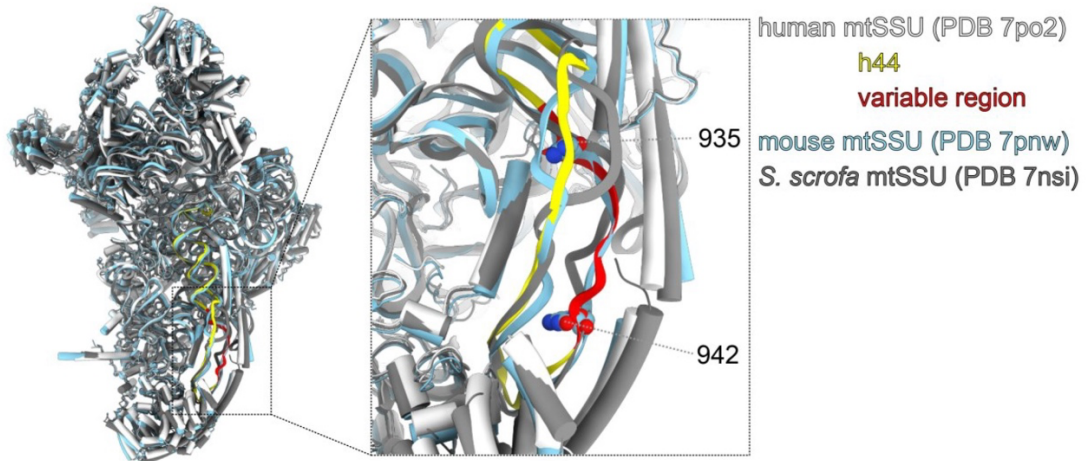 human mtSSU (PDB 7po2)
h44
variable region
mouse mtSSU (PDB 7pnw)
S. scrofa mtSSU (PDB 7nsi)
935
942